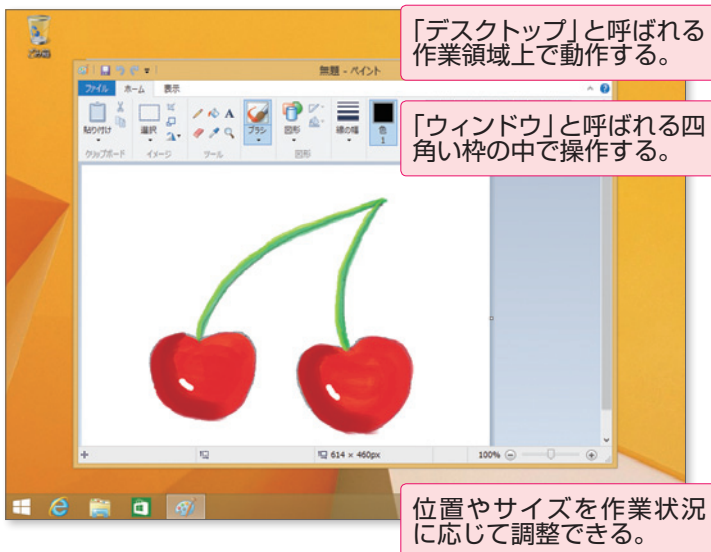 「デスクトップ」と呼ばれる
作業領域上で動作する。
ごみ箱
無題 - ペイント
ファイル ホーム 表示
「ウィンドウ」と呼ばれる四
角い枠の中で操作する。
貼り付け 選択 ブラシ 図形 線の幅 色
1
クリップボード イメージ ツール 図形
614 × 460px 100%
位置やサイズを作業状況
に応じて調整できる。